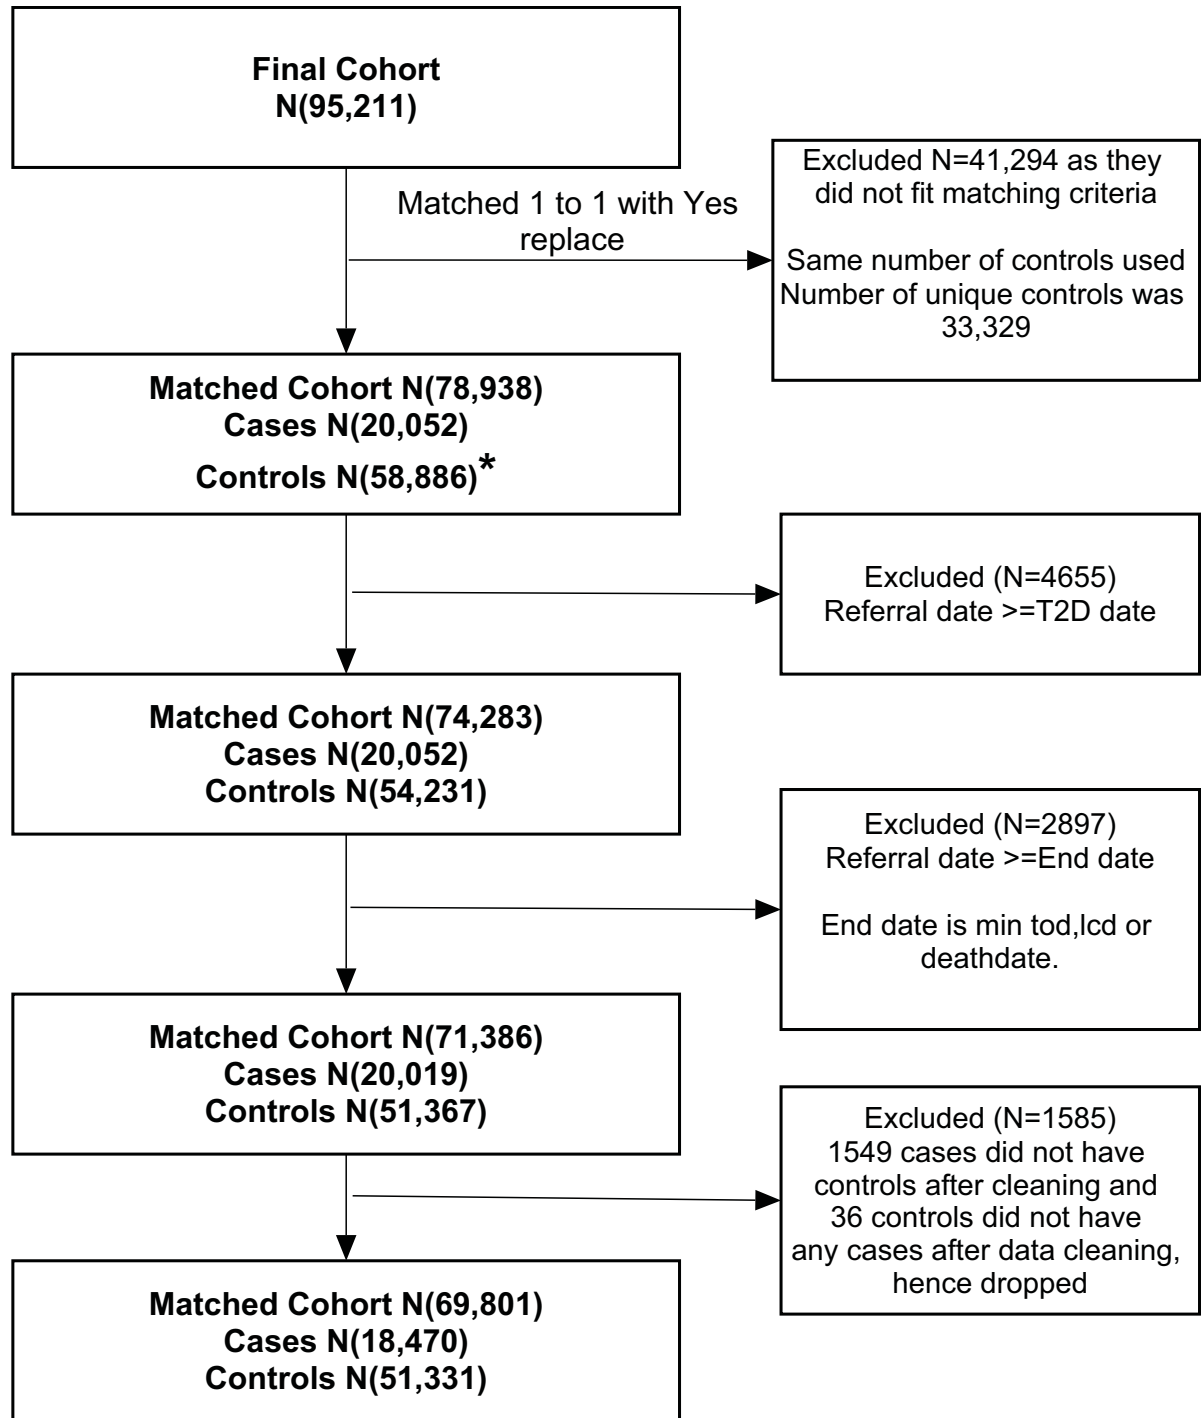 Final Cohort
N(95,211)
Excluded N=41,294 as they
did not fit matching criteria
Same number of controls used
Number of unique controls was
33,329
Matched 1 to 1 with Yes
replace
Matched Cohort N(78,938)
Cases N(20,052)
Controls N(58,886)*
Excluded (N=4655)
Referral date >=T2D date
Matched Cohort N(74,283)
Cases N(20,052)
Controls N(54,231)
Excluded (N=2897)
Referral date >=End date
End date is min tod,lcd or
deathdate.
Matched Cohort N(71,386)
Cases N(20,019)
Controls N(51,367)
Excluded (N=1585)
1549 cases did not have
controls after cleaning and
36 controls did not have
any cases after data cleaning,
hence dropped
Matched Cohort N(69,801)
Cases N(18,470)
Controls N(51,331)